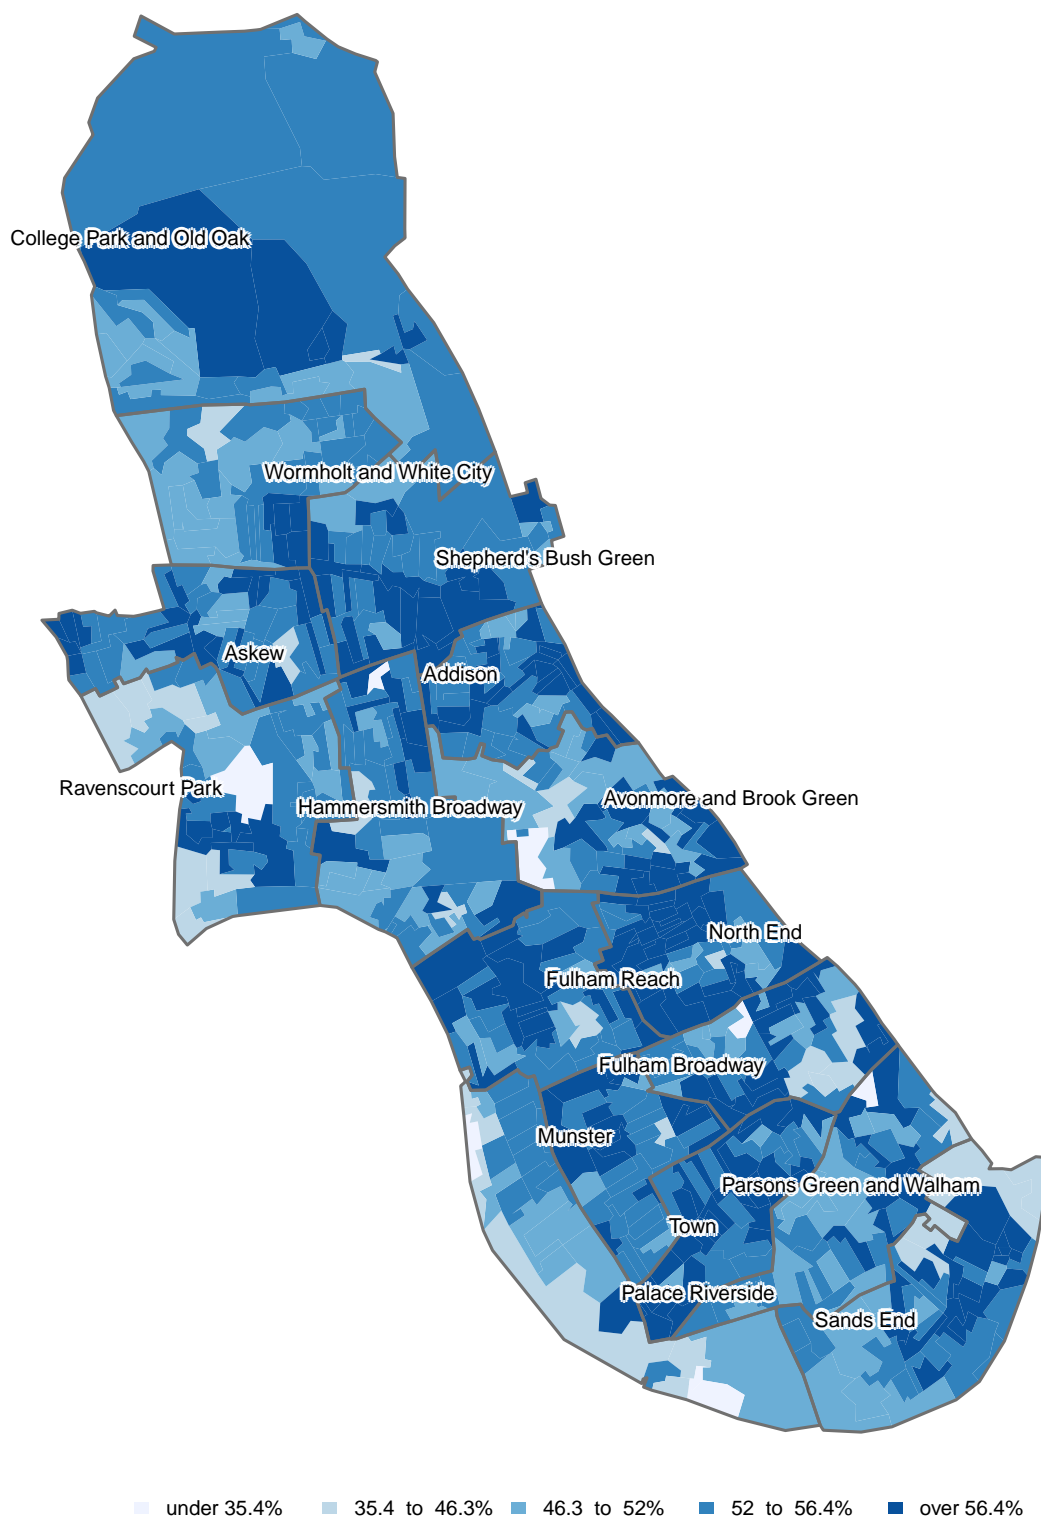 College Park and Old Oak
Wormholt and White City
Shepherd's Bush Green
Askew
Addison
Ravenscourt Park
Hammersmith Broadway
Avonmore and Brook Green
North End
Fulham Reach
Fulham Broadway
Munster
Parsons Green and Walham
Town
Palace Riverside
Sands End
under 35.4% 35.4 to 46.3% 46.3 to 52% 52 to 56.4% over 56.4%